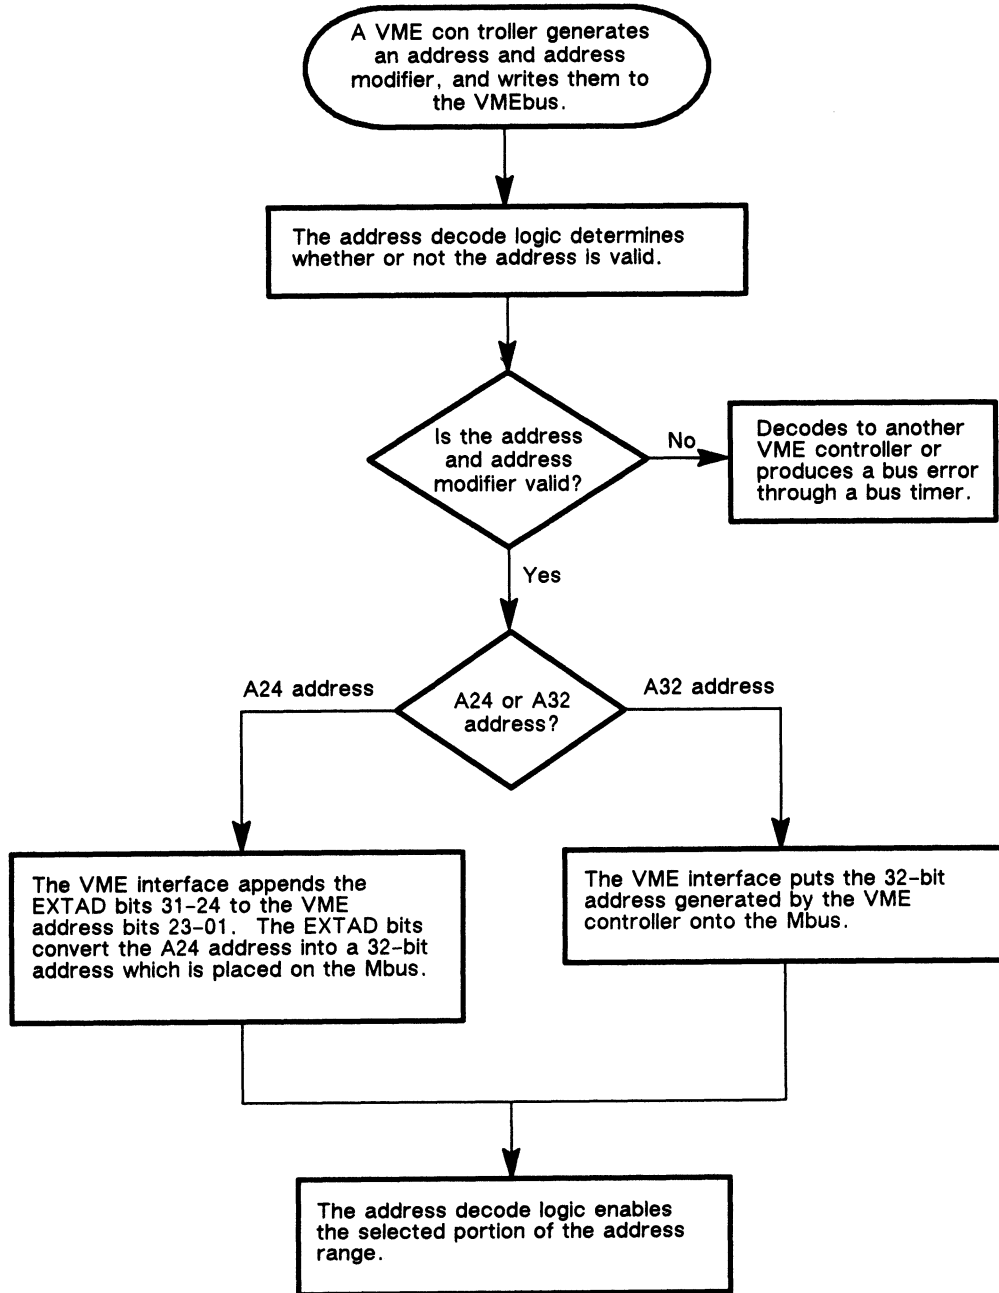 A VME con troller generates
an address and address
modifier, and writes them to
the VMEbus.
The address decode logic determines
whether or not the address is valid.
Is the address
and address
modifier valid?
No
Decodes to another
VME controller or
produces a bus error
through a bus timer.
Yes
A24 or A32
address?
A24 address
A32 address
The VME interface appends the
EXTAD bits 31-24 to the VME
address bits 23-01.  The EXTAD bits
convert the A24 address into a 32-bit
address which is placed on the Mbus.
The VME interface puts the 32-bit
address generated by the VME
controller onto the Mbus.
The address decode logic enables
the selected portion of the address
range.